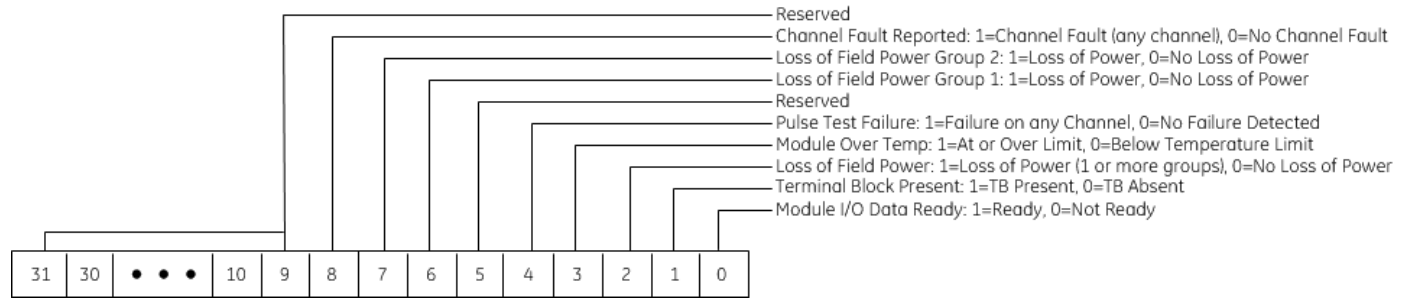 Reserved
Channel Fault Reported: 1=Channel Fault (any channel), 0=No Channel Fault
Loss of Field Power Group 2: 1=Loss of Power, 0=No Loss of Power
Loss of Field Power Group 1: 1=Loss of Power, 0=No Loss of Power
Reserved
Pulse Test Failure: 1=Failure on any Channel, 0=No Failure Detected
Module Over Temp: 1=At or Over Limit, 0=Below Temperature Limit
Loss of Field Power: 1=Loss of Power (1 or more groups), 0=No Loss of Power
Terminal Block Present: 1=TB Present, 0=TB Absent
Module I/O Data Ready: 1=Ready, 0=Not Ready
31 30 • • • 10 9 8 7 6 5 4 3 2 1 0